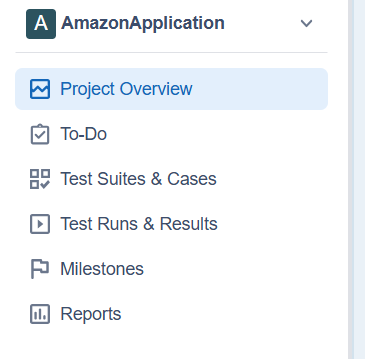 A AmazonApplication
Project Overview
To-Do
Test Suites & Cases
Test Runs & Results
Milestones
Reports